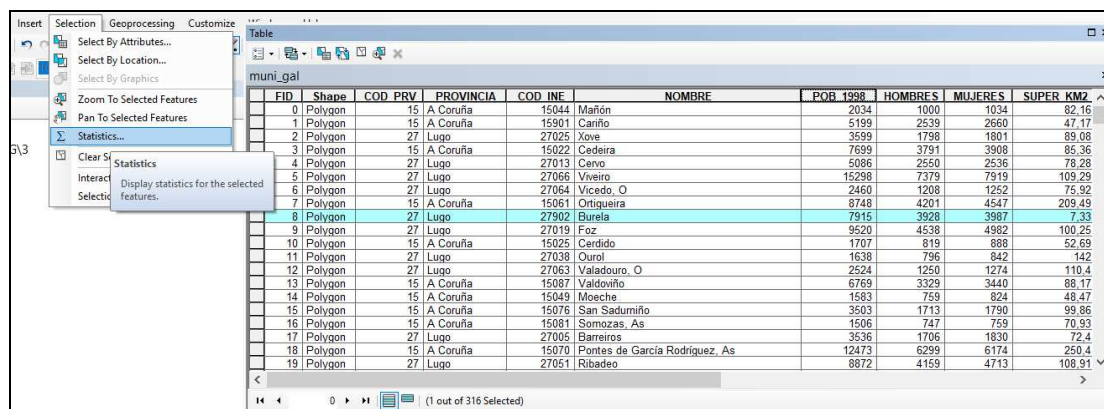 Insert Selection Geoprocessing Customize
Select By Attributes...
Select By Location...
Select By Graphics
Zoom To Selected Features
Pan To Selected Features
Σ Statistics...
G\3
Clear S
Interact
Selectio
Statistics
Display statistics for the selected features.
Table
muni_gal
FID Shape COD_PRV PROVINCIA COD_INE NOMBRE POB_1998 HOMBRES MUJERES SUPER_KM2
0 Polygon 15 A Coruña 15044 Mañón 2034 1000 1034 82,16
1 Polygon 15 A Coruña 15901 Cariño 5199 2539 2660 47,17
2 Polygon 27 Lugo 27025 Xove 3599 1798 1801 89,08
3 Polygon 15 A Coruña 15022 Cedeira 7699 3791 3908 85,36
4 Polygon 27 Lugo 27013 Cervo 5086 2550 2536 78,28
5 Polygon 27 Lugo 27066 Viveiro 15298 7379 7919 109,29
6 Polygon 27 Lugo 27064 Vicedo, O 2460 1208 1252 75,92
7 Polygon 15 A Coruña 15061 Ortigueira 8748 4201 4547 209,49
8 Polygon 27 Lugo 27902 Burela 7915 3928 3987 7,33
9 Polygon 27 Lugo 27019 Foz 9520 4538 4982 100,25
10 Polygon 15 A Coruña 15025 Cerdido 1707 819 888 52,69
11 Polygon 27 Lugo 27038 Ourol 1638 796 842 142
12 Polygon 27 Lugo 27063 Valadouro, O 2524 1250 1274 110,4
13 Polygon 15 A Coruña 15087 Valdoviño 6769 3329 3440 88,17
14 Polygon 15 A Coruña 15049 Moeche 1583 759 824 48,47
15 Polygon 15 A Coruña 15076 San Sadurniño 3503 1713 1790 99,86
16 Polygon 15 A Coruña 15081 Somozas, As 1506 747 759 70,93
17 Polygon 27 Lugo 27005 Barreiros 3536 1706 1830 72,4
18 Polygon 15 A Coruña 15070 Pontes de García Rodríguez, As 12473 6299 6174 250,4
19 Polygon 27 Lugo 27051 Ribadeo 8872 4159 4713 108,91
0 (1 out of 316 Selected)